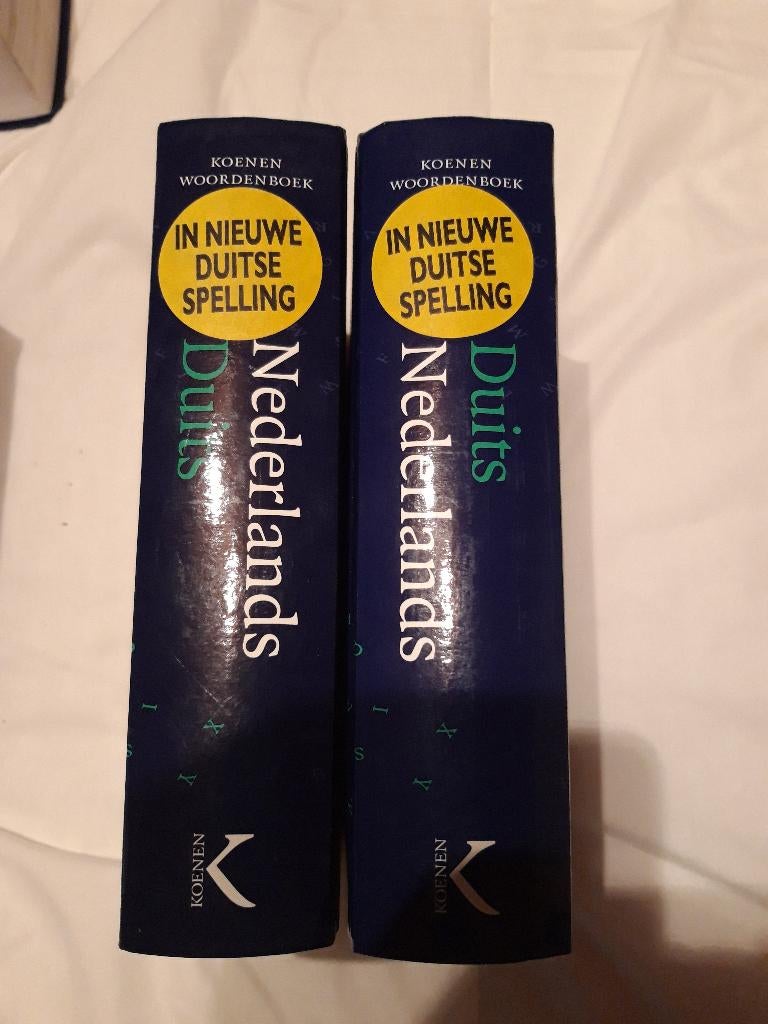 KOENEN
WOORDENBOEK
IN NIEUWE
DUITSE
SPELLING
Nederlands
Duits
KOENEN
KOENEN
WOORDENBOEK
IN NIEUWE
DUITSE
SPELLING
Duits
Nederlands
KOENEN